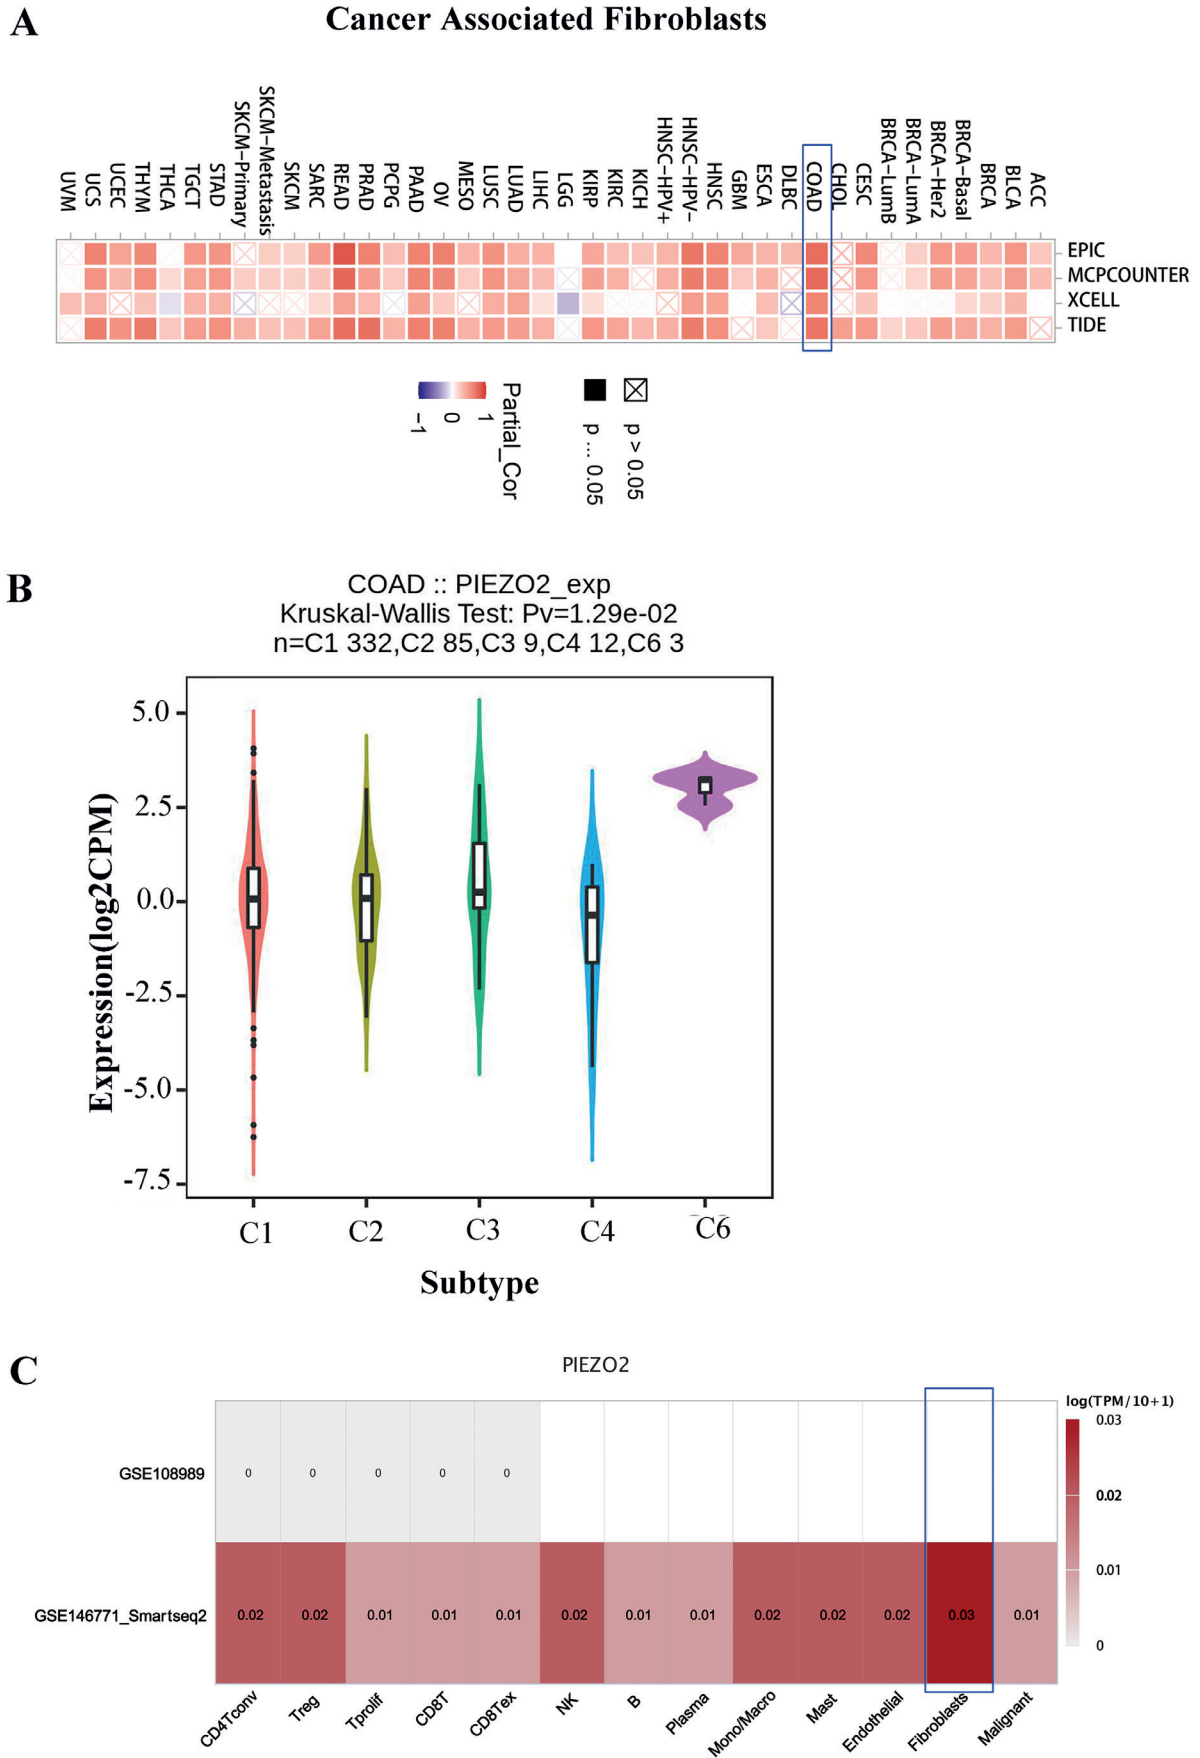 A
Cancer Associated Fibroblasts
UVM
UCS
UCEC
THYM
THCA
TGCT
STAD
SKCM-Primary
SKCM-Metastasis
SKCM
SARC
READ
PRAD
PCPG
PAAD
OV
MESO
LUSC
LUAD
LIHC
LGG
KIRP
KIRC
KICH
HNSC-HPV+
HNSC-HPV-
HNSC
GBM
ESCA
DLBC
COAD
CHOL
CESC
BRCA-LumB
BRCA-LumA
BRCA-Her2
BRCA-Basal
BRCA
BLCA
ACC
EPIC
MCPCOUNTER
XCELL
TIDE
-1
0
1
Partial_Cor
p ... 0.05
p > 0.05
B
COAD :: PIEZO2_exp
Kruskal-Wallis Test: Pv=1.29e-02
n=C1 332,C2 85,C3 9,C4 12,C6 3
Expression(log2CPM)
5.0
2.5
0.0
-2.5
-5.0
-7.5
C1
C2
C3
C4
C6
Subtype
C
PIEZO2
log(TPM/10+1)
0.03
0.02
0.01
0
GSE108989
0 0 0 0 0
GSE146771_Smartseq2
0.02 0.02 0.01 0.01 0.01 0.02 0.01 0.01 0.02 0.02 0.02 0.03 0.01
CD4Tconv
Treg
Tprolif
CD8T
CD8Tex
NK
B
Plasma
Mono/Macro
Mast
Endothelial
Fibroblasts
Malignant